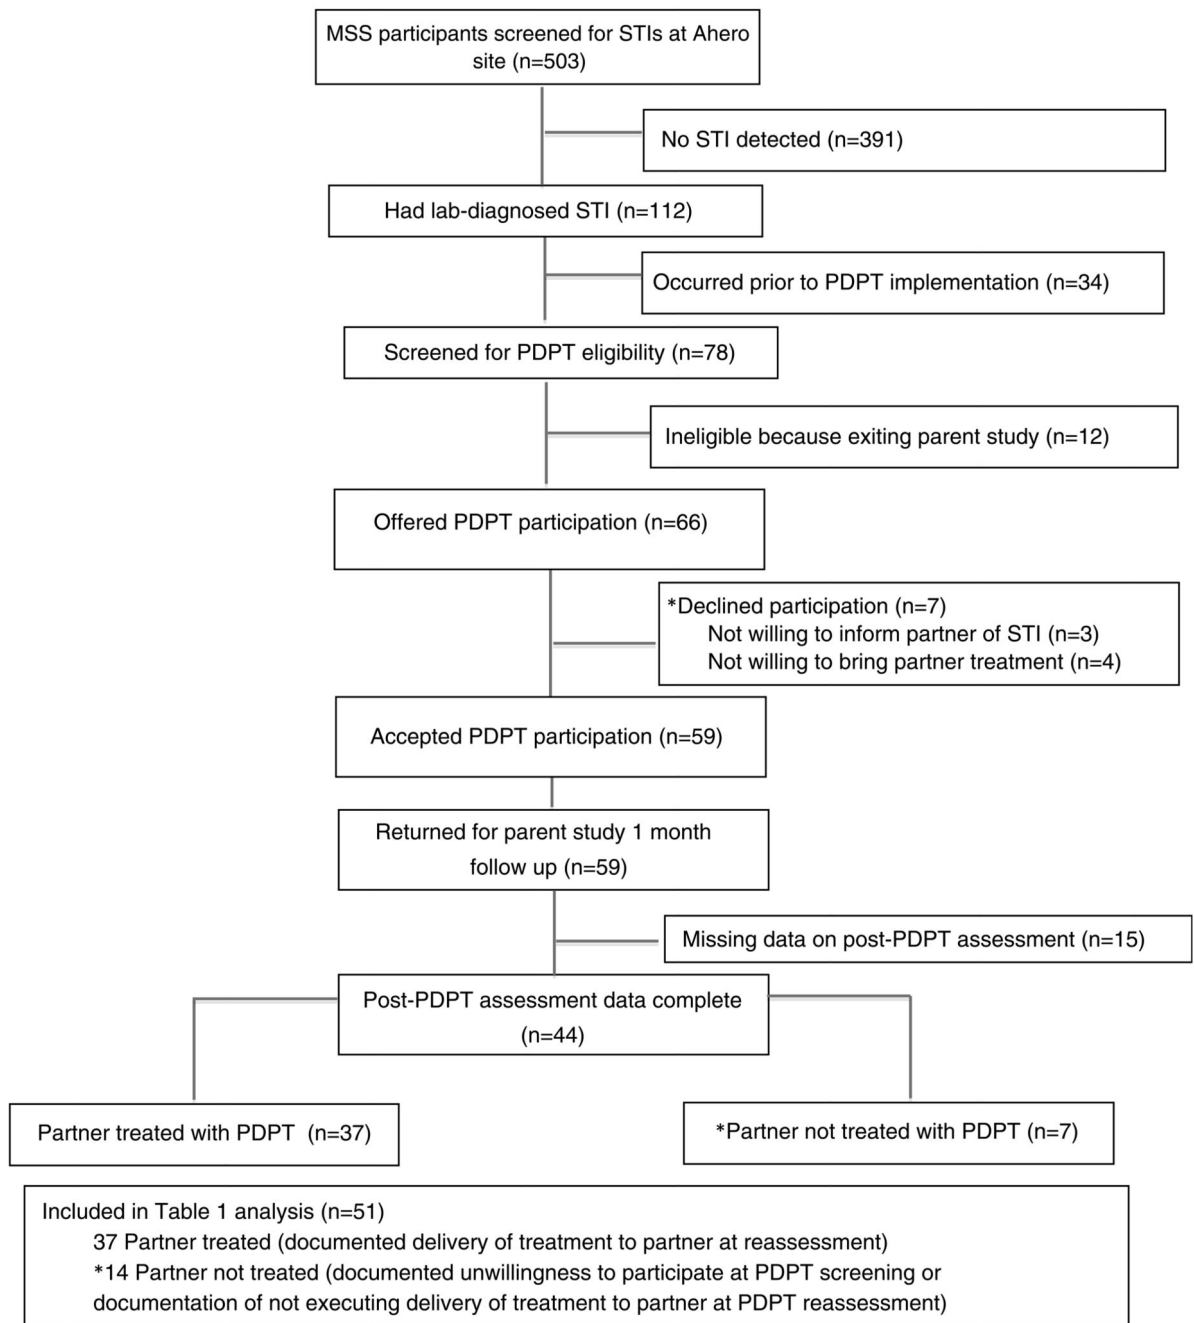 MSS participants screened for STIs at Ahero
site (n=503)
No STI detected (n=391)
Had lab-diagnosed STI (n=112)
Occurred prior to PDPT implementation (n=34)
Screened for PDPT eligibility (n=78)
Ineligible because exiting parent study (n=12)
Offered PDPT participation (n=66)
*Declined participation (n=7)
Not willing to inform partner of STI (n=3)
Not willing to bring partner treatment (n=4)
Accepted PDPT participation (n=59)
Returned for parent study 1 month
follow up (n=59)
Missing data on post-PDPT assessment (n=15)
Post-PDPT assessment data complete
(n=44)
Partner treated with PDPT (n=37)
*Partner not treated with PDPT (n=7)
Included in Table 1 analysis (n=51)
37 Partner treated (documented delivery of treatment to partner at reassessment)
*14 Partner not treated (documented unwillingness to participate at PDPT screening or
documentation of not executing delivery of treatment to partner at PDPT reassessment)